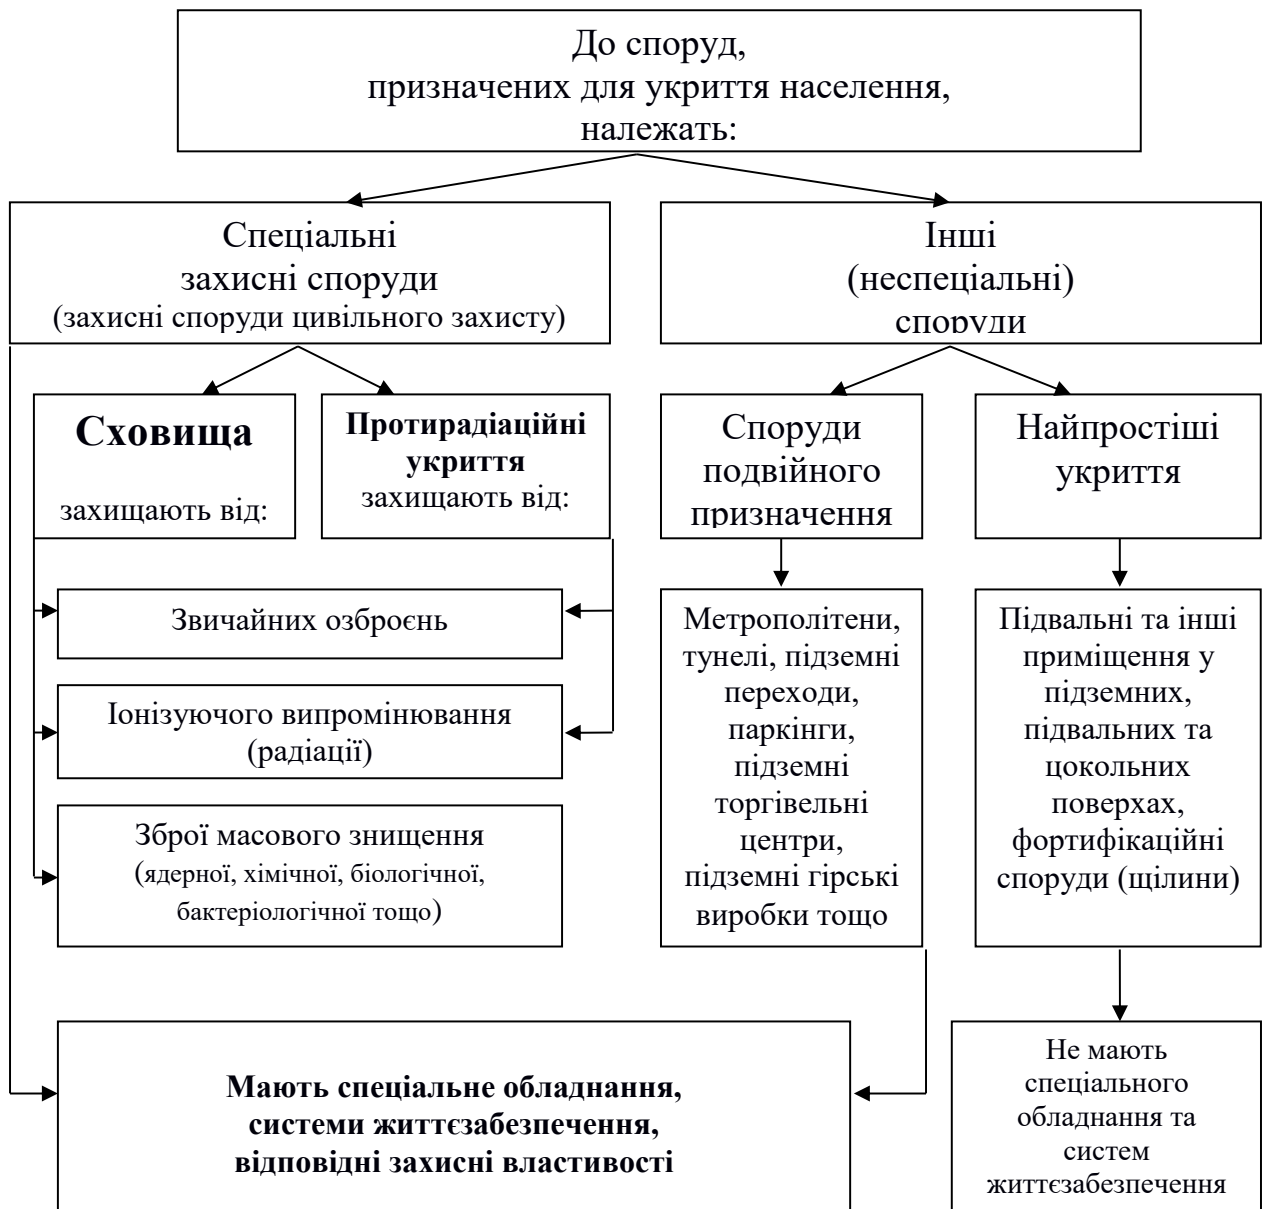 До споруд,
призначених для укриття населення,
належать:
Спеціальні
захисні споруди
(захисні споруди цивільного захисту)
Інші
(неспеціальні)
споруди
Сховища
захищають від:
Протирадіаційні
укриття
захищають від:
Споруди
подвійного
призначення
Найпростіші
укриття
Звичайних озброєнь
Іонізуючого випромінювання
(радіації)
Зброї масового знищення
(ядерної, хімічної, біологічної,
бактеріологічної тощо)
Метрополітени,
тунелі, підземні
переходи,
паркінги,
підземні
торгівельні
центри,
підземні гірські
виробки тощо
Підвальні та інші
приміщення у
підземних,
підвальних та
цокольних
поверхах,
фортифікаційні
споруди (щілини)
Мають спеціальне обладнання,
системи життєзабезпечення,
відповідні захисні властивості
Не мають
спеціального
обладнання та
систем
життєзабезпечення